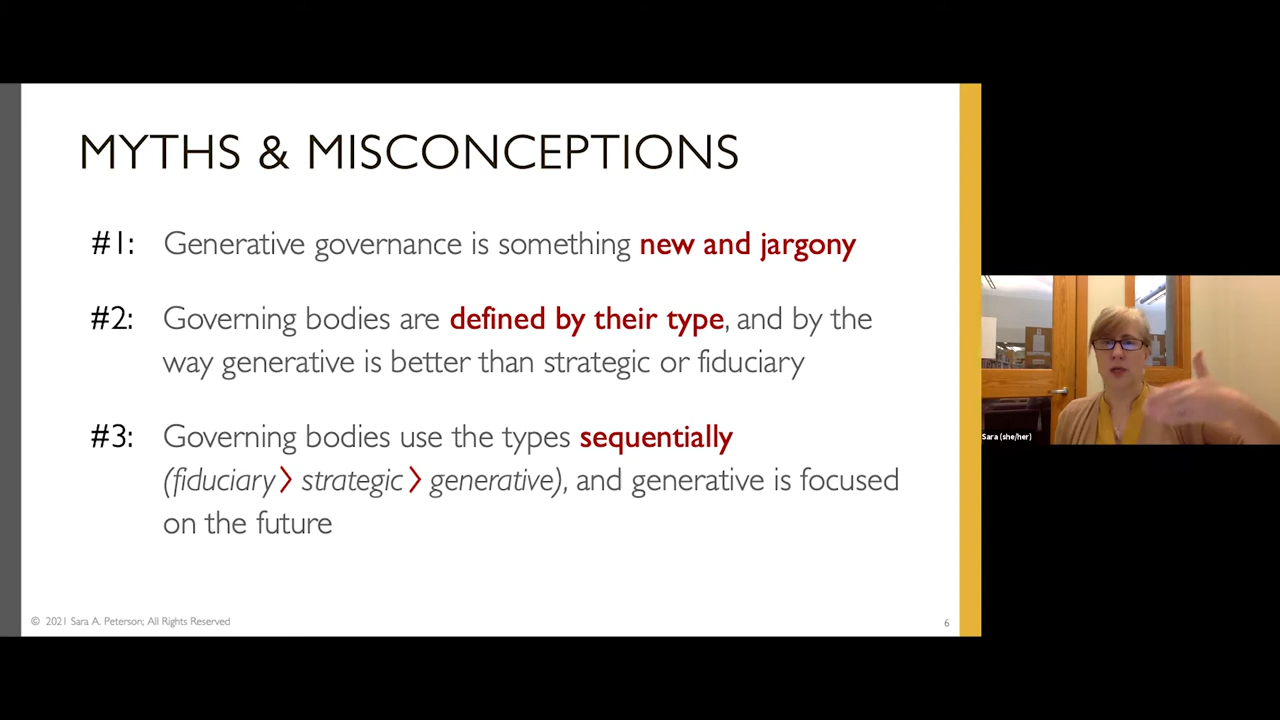 MYTHS & MISCONCEPTIONS
#1: Generative governance is something new and jargony
#2: Governing bodies are defined by their type, and by the
way generative is better than strategic or fiduciary
#3: Governing bodies use the types sequentially
(fiduciary > strategic > generative), and generative is focused
on the future
Sara (she/her)
© 2021 Sara A. Peterson; All Rights Reserved
6